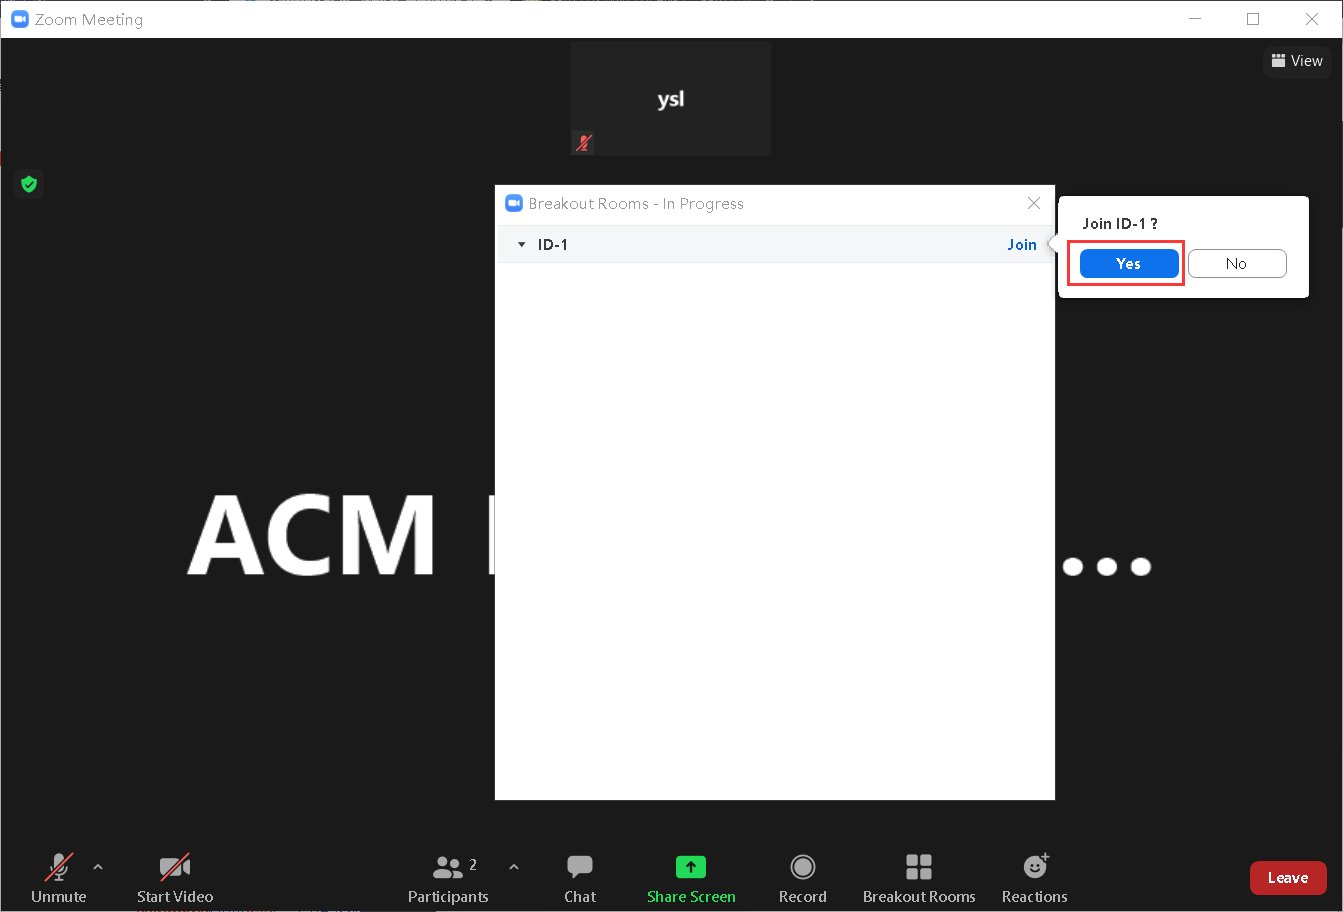 Zoom Meeting
View
ysl
Breakout Rooms - In Progress
ID-1
Join
Join ID-1 ?
Yes
No
ACM
...
2
Unmute
Start Video
Participants
Chat
Share Screen
Record
Breakout Rooms
Reactions
Leave